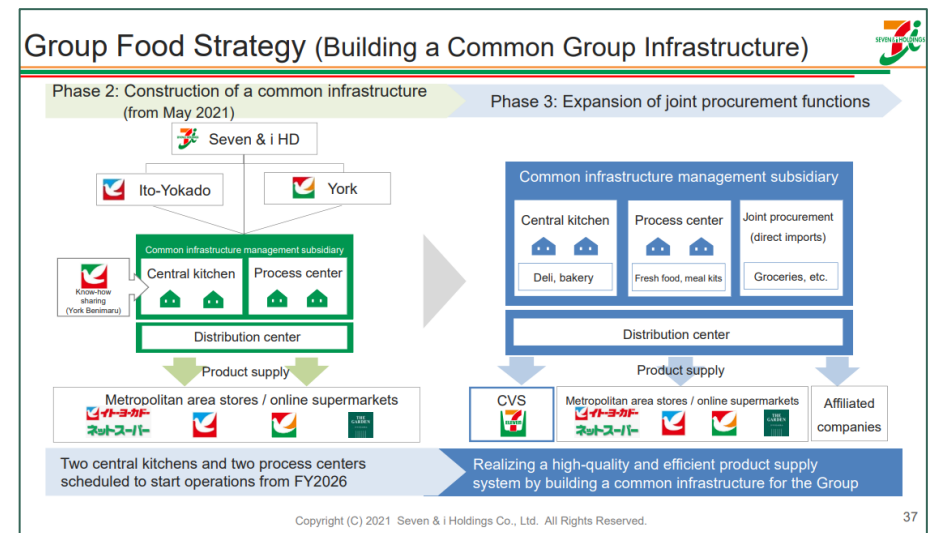 Group Food Strategy (Building a Common Group Infrastructure)
SEVEN & i HOLDINGS
Phase 2: Construction of a common infrastructure
(from May 2021)
Phase 3: Expansion of joint procurement functions
Seven & i HD
Ito-Yokado
York
Common infrastructure management subsidiary
Central kitchen
Process center
Know-how
sharing
(York Benimaru)
Distribution center
Product supply
Metropolitan area stores / online supermarkets
イトーヨーカドー
ネットスーパー
THE
GARDEN
Two central kitchens and two process centers
scheduled to start operations from FY2026
Common infrastructure management subsidiary
Central kitchen
Process center
Joint procurement
(direct imports)
Deli, bakery
Fresh food, meal kits
Groceries, etc.
Distribution center
Product supply
CVS
7
ELEVEN
Metropolitan area stores / online supermarkets
イトーヨーカドー
ネットスーパー
THE
GARDEN
Affiliated
companies
Realizing a high-quality and efficient product supply
system by building a common infrastructure for the Group
Copyright (C) 2021 Seven & i Holdings Co., Ltd. All Rights Reserved.
37